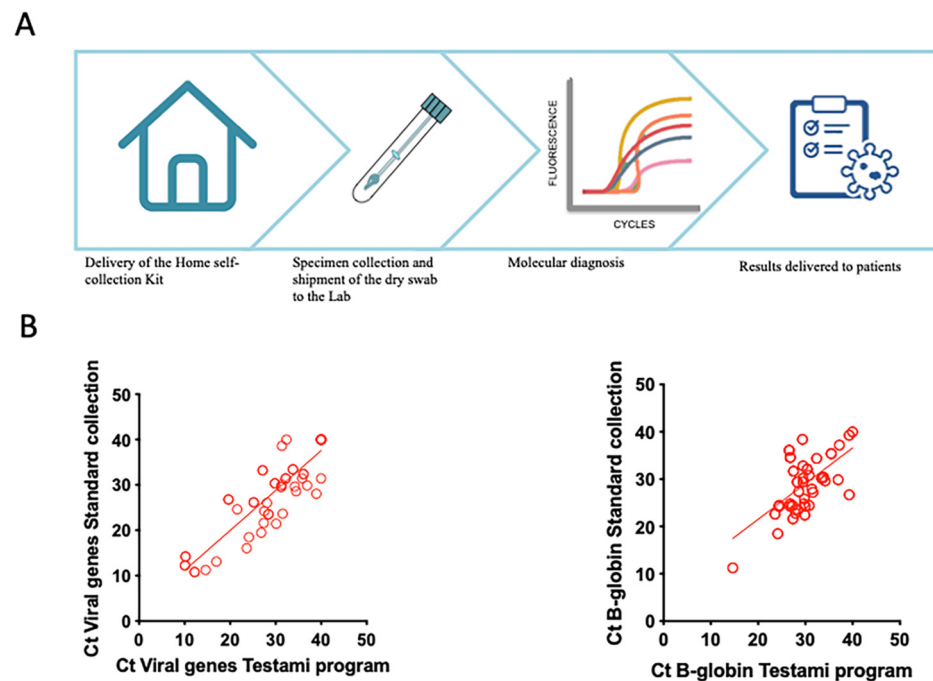 A
FLUORESCENCE
CYCLES
Delivery of the Home self-
collection Kit
Specimen collection and
shipment of the dry swab
to the Lab
Molecular diagnosis
Results delivered to patients
B
Ct Viral genes Standard collection
50
40
30
20
10
0
0 10 20 30 40 50
Ct Viral genes Testami program
Ct B-globin Standard collection
50
40
30
20
10
0
0 10 20 30 40 50
Ct B-globin Testami program